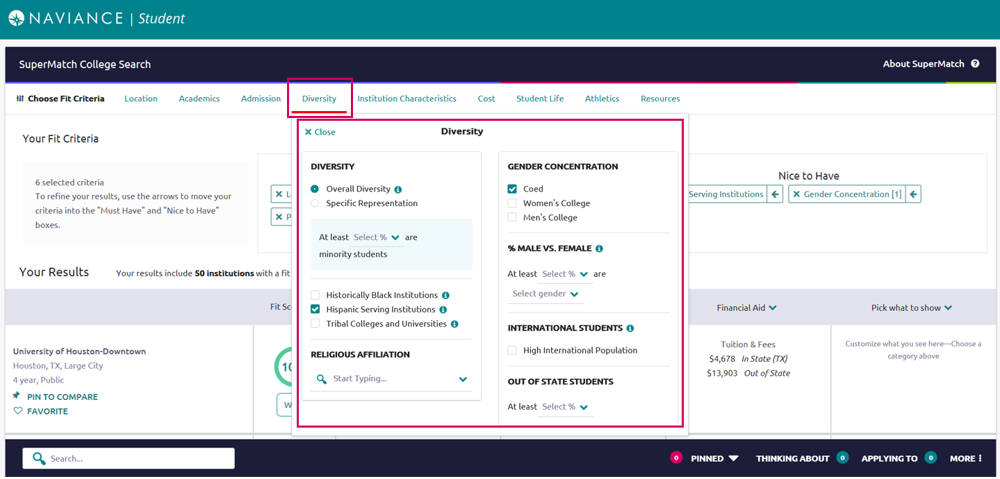 NAVIANCE | Student
SuperMatch College Search
About SuperMatch
Choose Fit Criteria
Location
Academics
Admission
Diversity
Institution Characteristics
Cost
Student Life
Athletics
Resources
Your Fit Criteria
6 selected criteria
To refine your results, use the arrows to move your
criteria into the "Must Have" and "Nice to Have"
boxes.
Close
Diversity
DIVERSITY
Overall Diversity
Specific Representation
At least Select % are
minority students
Historically Black Institutions
Hispanic Serving Institutions
Tribal Colleges and Universities
RELIGIOUS AFFILIATION
Start Typing...
GENDER CONCENTRATION
Coed
Women's College
Men's College
% MALE VS. FEMALE
At least Select % are
Select gender
INTERNATIONAL STUDENTS
High International Population
OUT OF STATE STUDENTS
At least Select %
Nice to Have
Serving Institutions
Gender Concentration [1]
Your Results
Your results include 50 institutions with a fit
Financial Aid
Pick what to show
University of Houston-Downtown
Houston, TX, Large City
4 year, Public
PIN TO COMPARE
FAVORITE
Tuition & Fees
$4,678 In State (TX)
$13,903 Out of State
Customize what you see here—Choose a
category above
Search...
0 PINNED
THINKING ABOUT 0
APPLYING TO 0
MORE